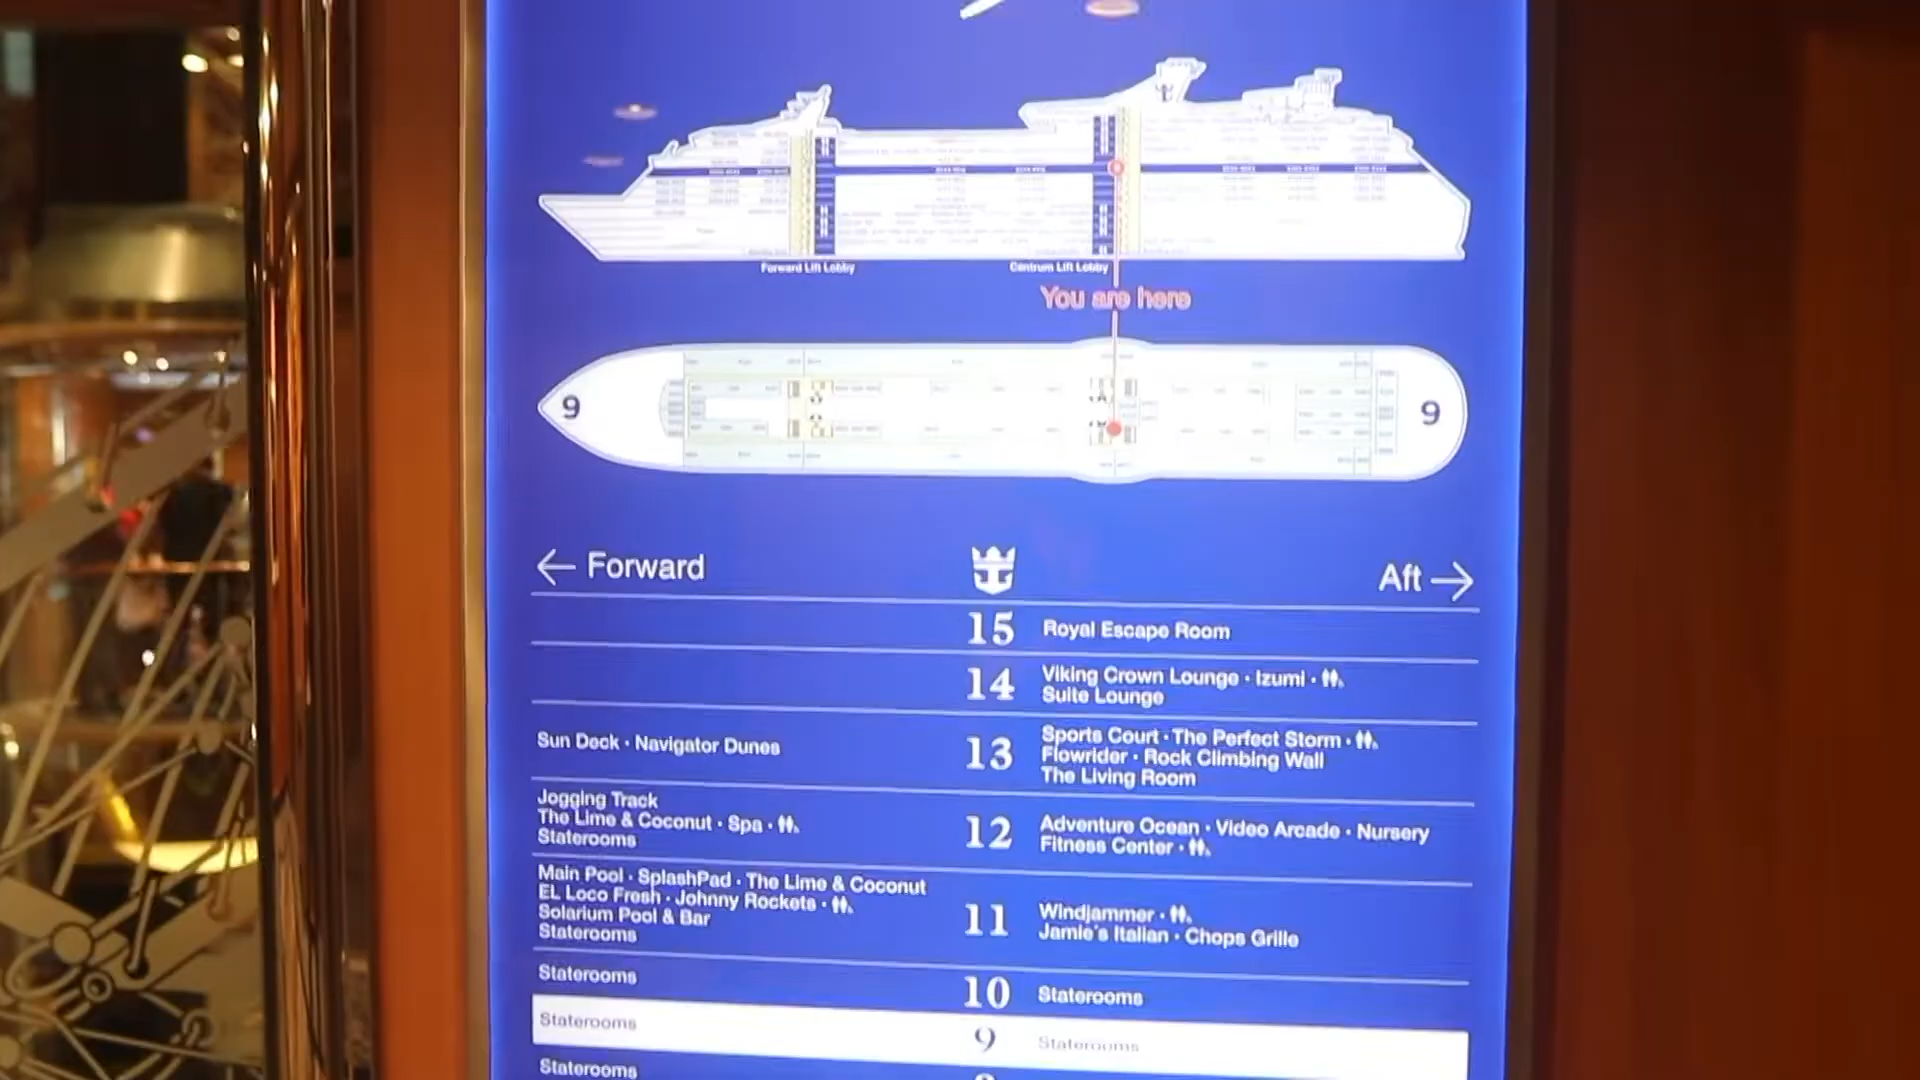 Forward Lift Lobby
Centrum Lift Lobby
You are here
9
9
← Forward
Aft →
15 Royal Escape Room
14 Viking Crown Lounge · Izumi ·
Suite Lounge
Sun Deck · Navigator Dunes
13 Sports Court · The Perfect Storm ·
Flowrider · Rock Climbing Wall
The Living Room
Jogging Track
The Lime & Coconut · Spa ·
Staterooms
12 Adventure Ocean · Video Arcade · Nursery
Fitness Center ·
Main Pool · SplashPad · The Lime & Coconut
EL Loco Fresh · Johnny Rockets ·
Solarium Pool & Bar
Staterooms
11 Windjammer ·
Jamie's Italian · Chops Grille
Staterooms 10 Staterooms
Staterooms 9 Staterooms
Staterooms